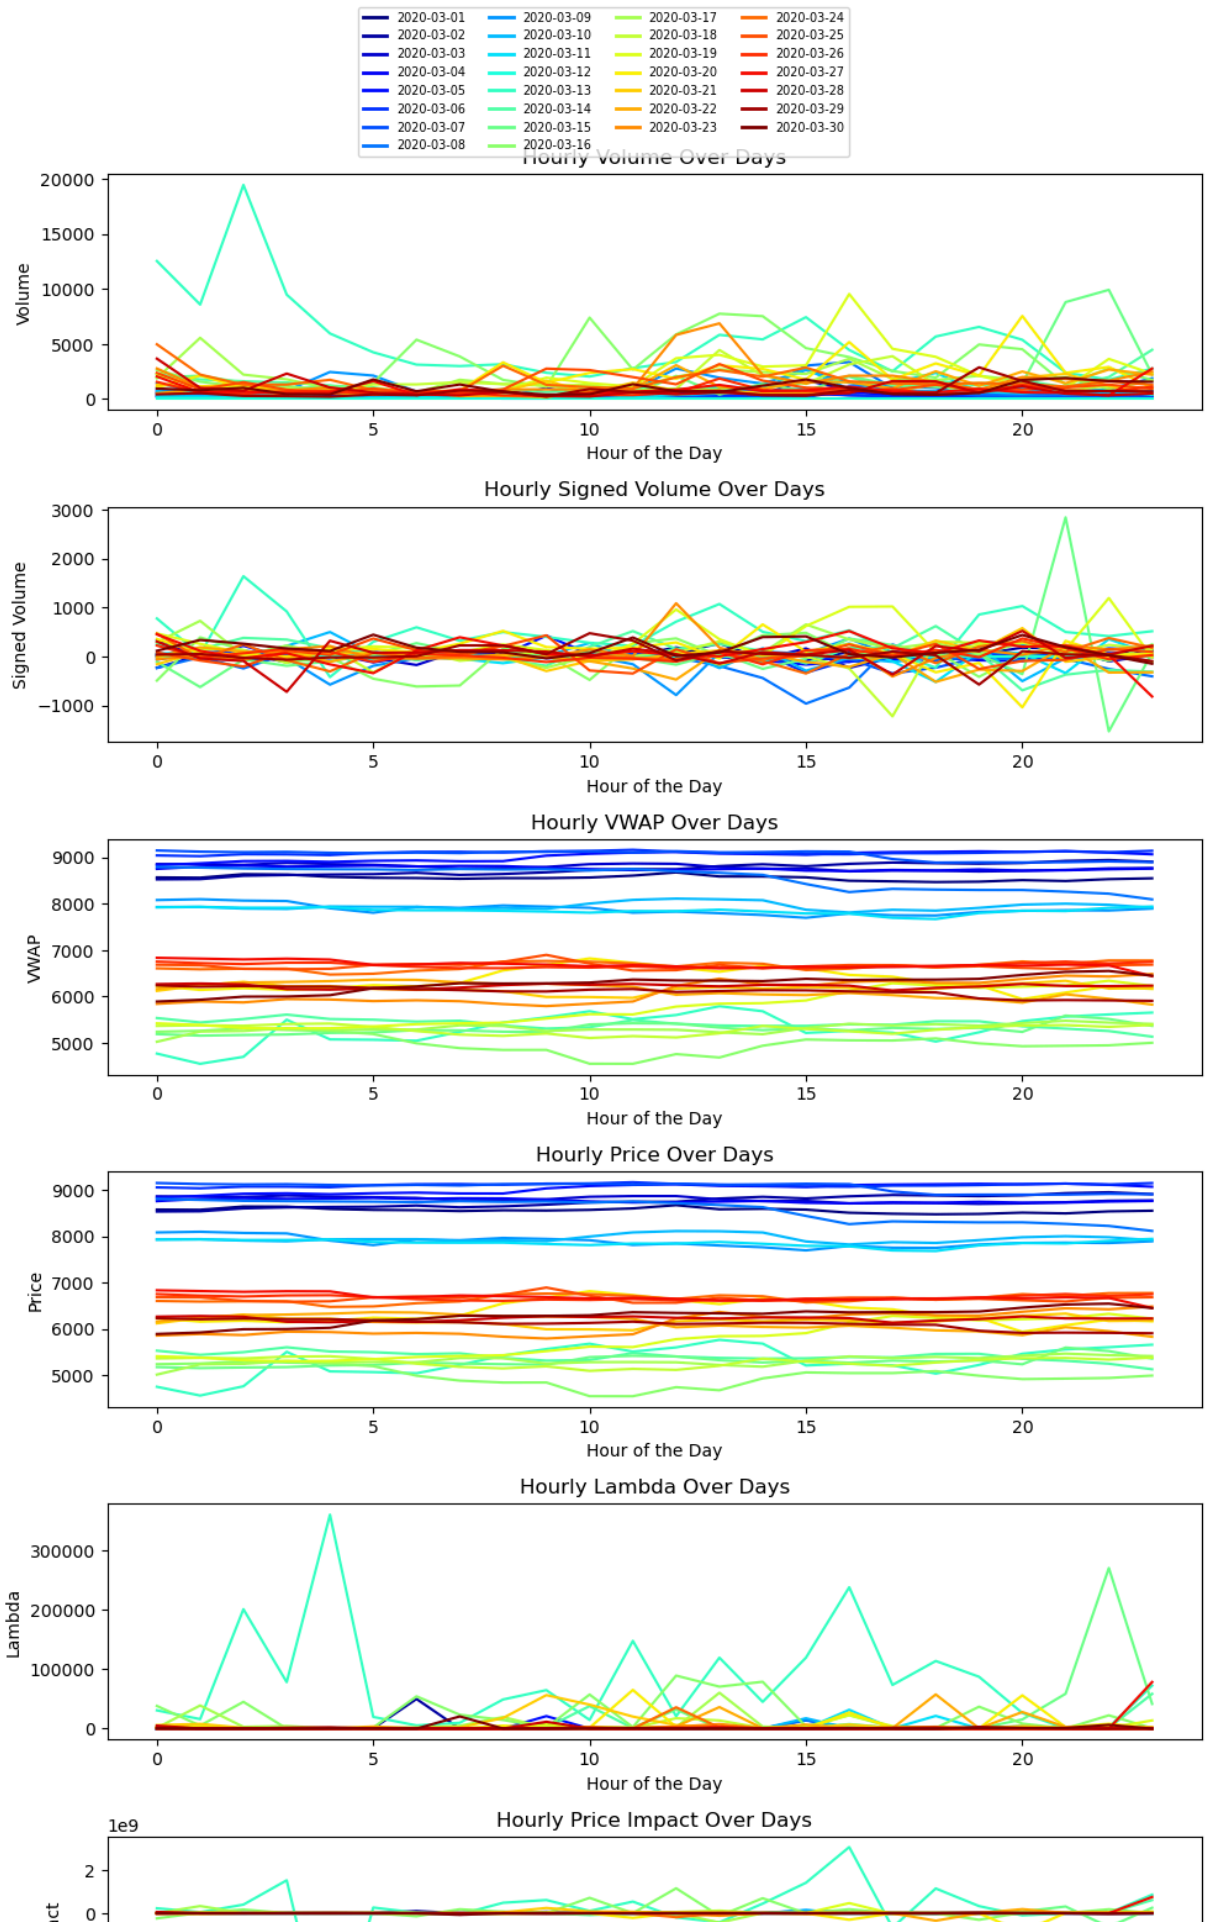 2020-03-01 2020-03-09 2020-03-17 2020-03-24
2020-03-02 2020-03-10 2020-03-18 2020-03-25
2020-03-03 2020-03-11 2020-03-19 2020-03-26
2020-03-04 2020-03-12 2020-03-20 2020-03-27
2020-03-05 2020-03-13 2020-03-21 2020-03-28
2020-03-06 2020-03-14 2020-03-22 2020-03-29
2020-03-07 2020-03-15 2020-03-23 2020-03-30
2020-03-08 2020-03-16
Hourly Volume Over Days
Volume
20000
15000
10000
5000
0
0 5 10 15 20
Hour of the Day
Hourly Signed Volume Over Days
Signed Volume
3000
2000
1000
0
−1000
0 5 10 15 20
Hour of the Day
Hourly VWAP Over Days
VWAP
9000
8000
7000
6000
5000
0 5 10 15 20
Hour of the Day
Hourly Price Over Days
Price
9000
8000
7000
6000
5000
0 5 10 15 20
Hour of the Day
Hourly Lambda Over Days
Lambda
300000
200000
100000
0
0 5 10 15 20
Hour of the Day
Hourly Price Impact Over Days
1e9
2
0
ct